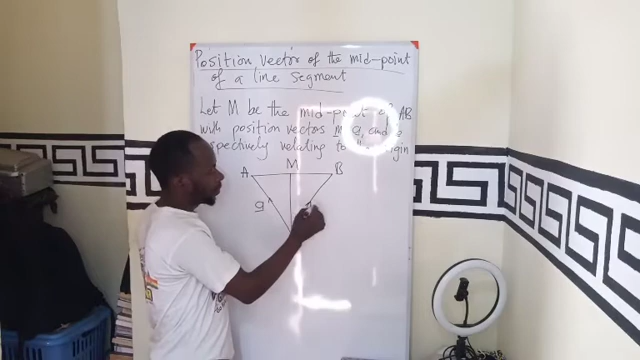 Position vector of the mid-point
of a line segment
Let M be the mid-point of AB
with position vectors m, a, and
respectively relating to origin
M
A B
a